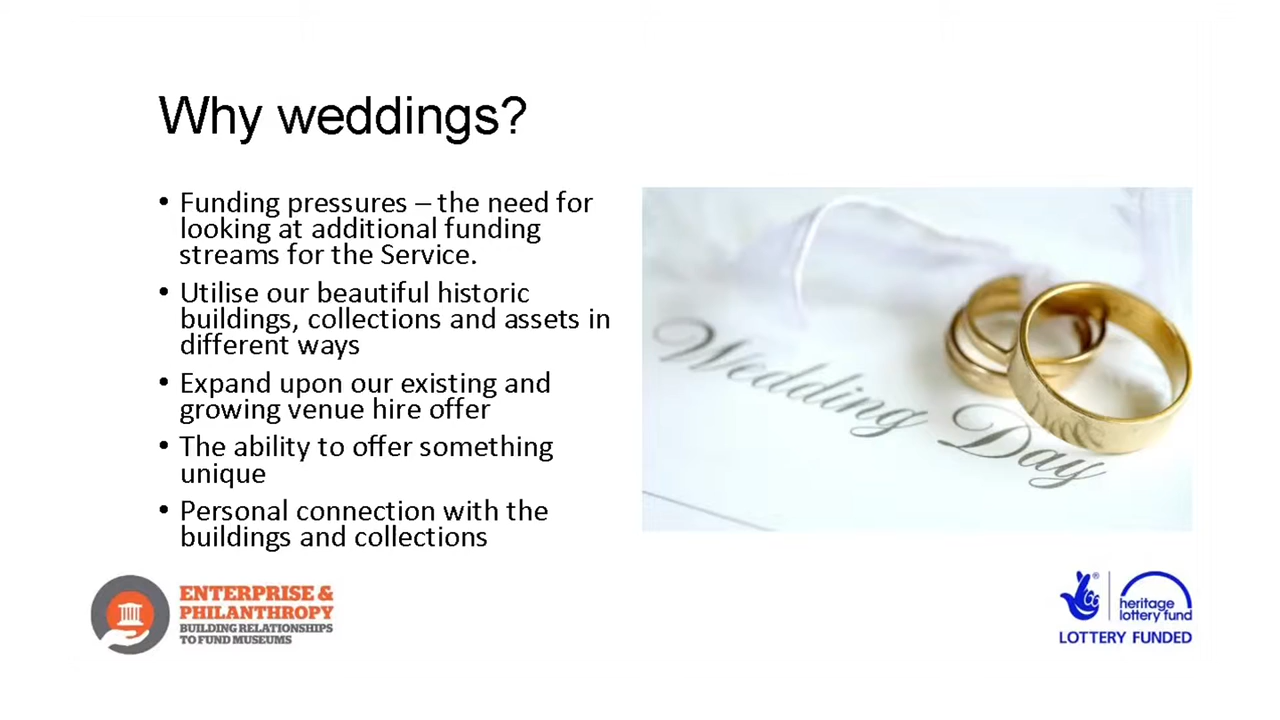 Why weddings?
• Funding pressures – the need for
looking at additional funding
streams for the Service.
• Utilise our beautiful historic
buildings, collections and assets in
different ways
• Expand upon our existing and
growing venue hire offer
• The ability to offer something
unique
• Personal connection with the
buildings and collections
Wedding Day
ENTERPRISE &
PHILANTHROPY
BUILDING RELATIONSHIPS
TO FUND MUSEUMS
heritage
lottery fund
LOTTERY FUNDED